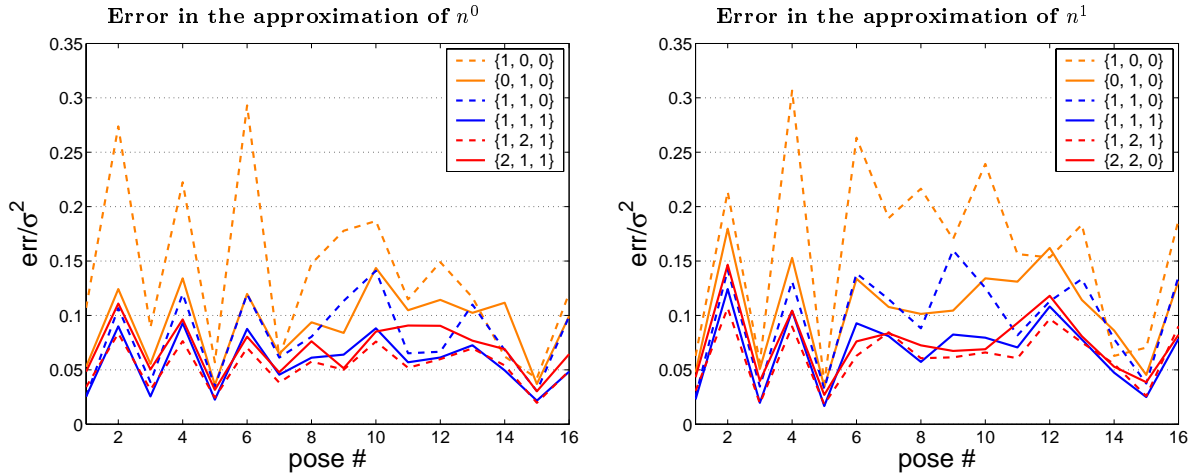 Error in the approximation of n⁰
0.35
0.3
0.25
0.2
0.15
0.1
0.05
0
err/σ²
{1, 0, 0}
{0, 1, 0}
{1, 1, 0}
{1, 1, 1}
{1, 2, 1}
{2, 1, 1}
2 4 6 8 10 12 14 16
pose #
Error in the approximation of n¹
0.35
0.3
0.25
0.2
0.15
0.1
0.05
0
err/σ²
{1, 0, 0}
{0, 1, 0}
{1, 1, 0}
{1, 1, 1}
{1, 2, 1}
{2, 2, 0}
2 4 6 8 10 12 14 16
pose #